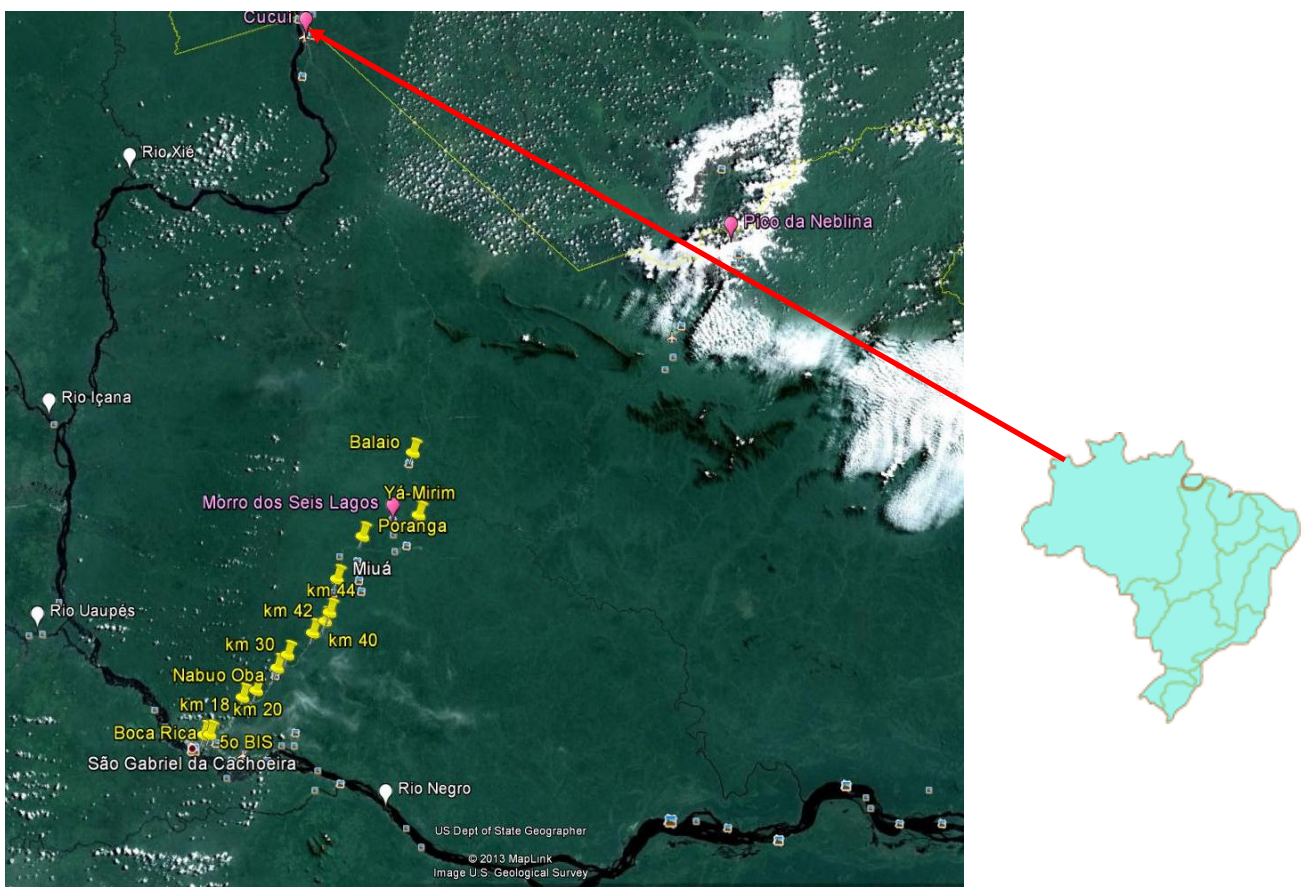 Cucuí
Rio Xié
Pico da Neblina
Rio Içana
Balaio
Yá-Mirim
Morro dos Seis Lagos
Poranga
Miuá
km 44
km 42
Rio Uaupés
km 40
km 30
Nabuo Oba
km 18
km 20
Boca Rica
5o BIS
São Gabriel da Cachoeira
Rio Negro
US Dept of State Geographer
© 2013 MapLink
Image U.S. Geological Survey